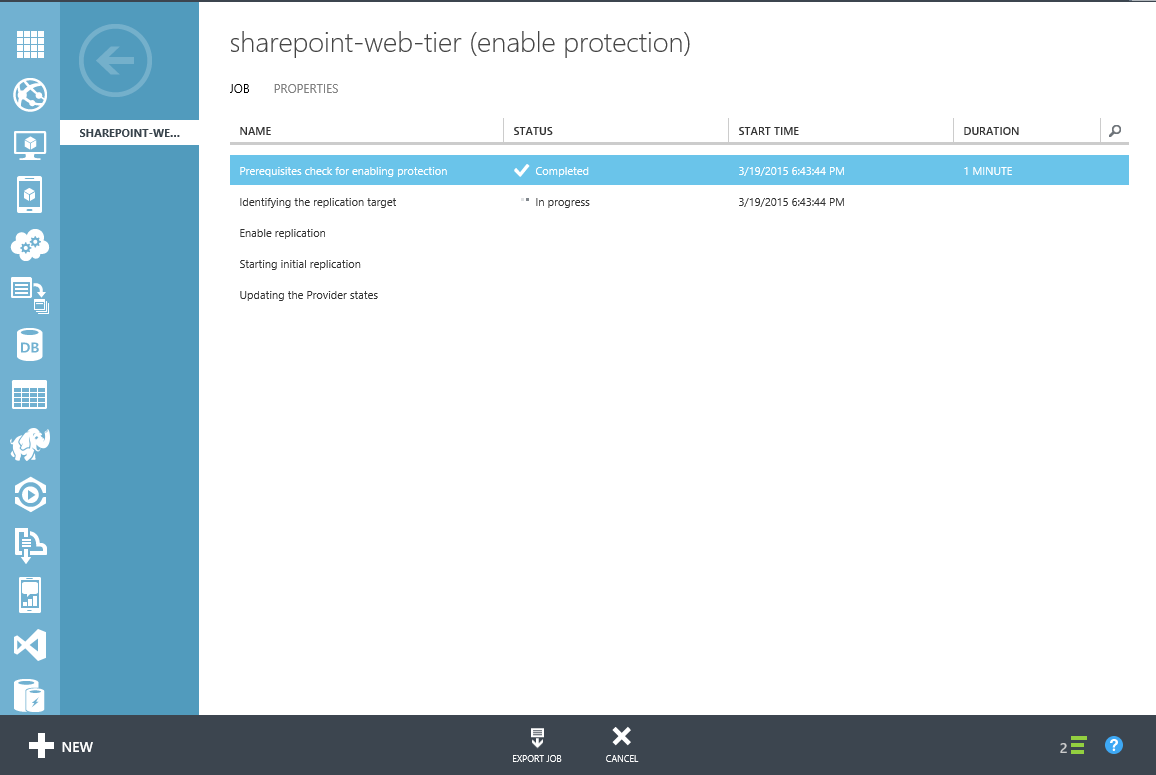 sharepoint-web-tier (enable protection)
JOB PROPERTIES
SHAREPOINT-WE...
NAME STATUS START TIME DURATION
Prerequisites check for enabling protection Completed 3/19/2015 6:43:44 PM 1 MINUTE
Identifying the replication target In progress 3/19/2015 6:43:44 PM
Enable replication
Starting initial replication
Updating the Provider states
DB
NEW
EXPORT JOB
CANCEL
2
?